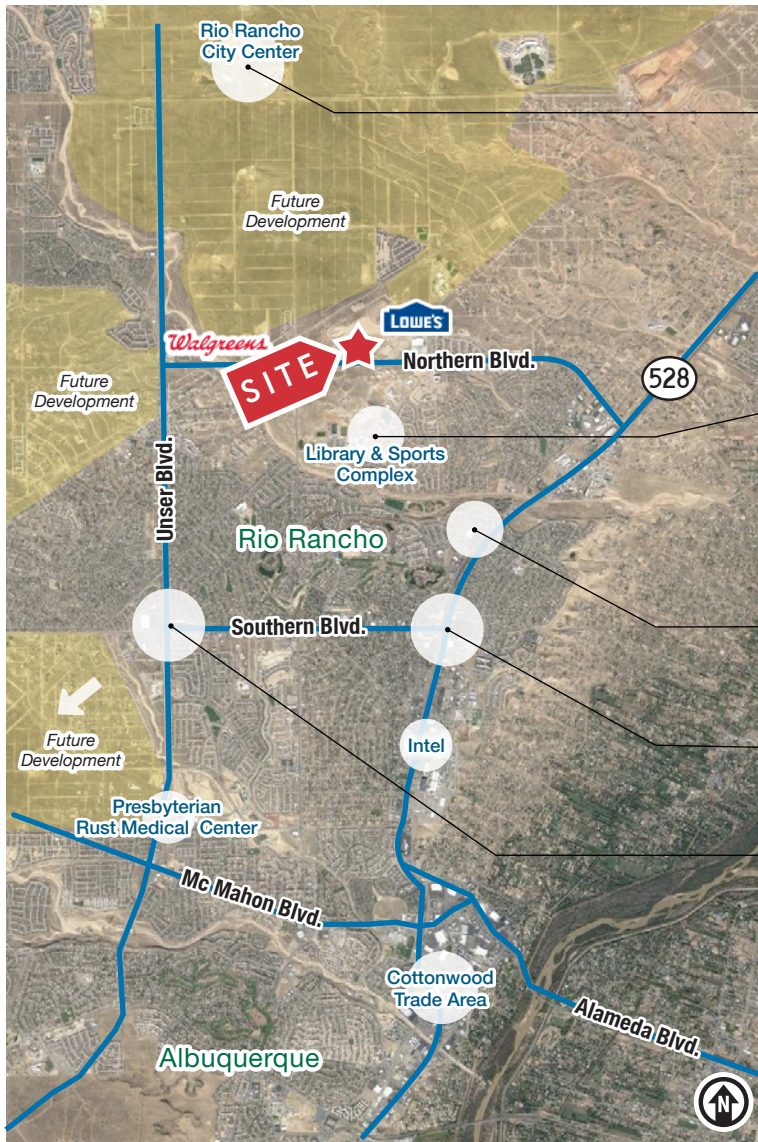 Rio Rancho
City Center
Future
Development
LOWE'S
Walgreens
SITE
Northern Blvd.
528
Future
Development
Unser Blvd.
Library & Sports
Complex
Rio Rancho
Southern Blvd.
Future
Development
Intel
Presbyterian
Rust Medical Center
Mc Mahon Blvd.
Cottonwood
Trade Area
Alameda Blvd.
Albuquerque
N